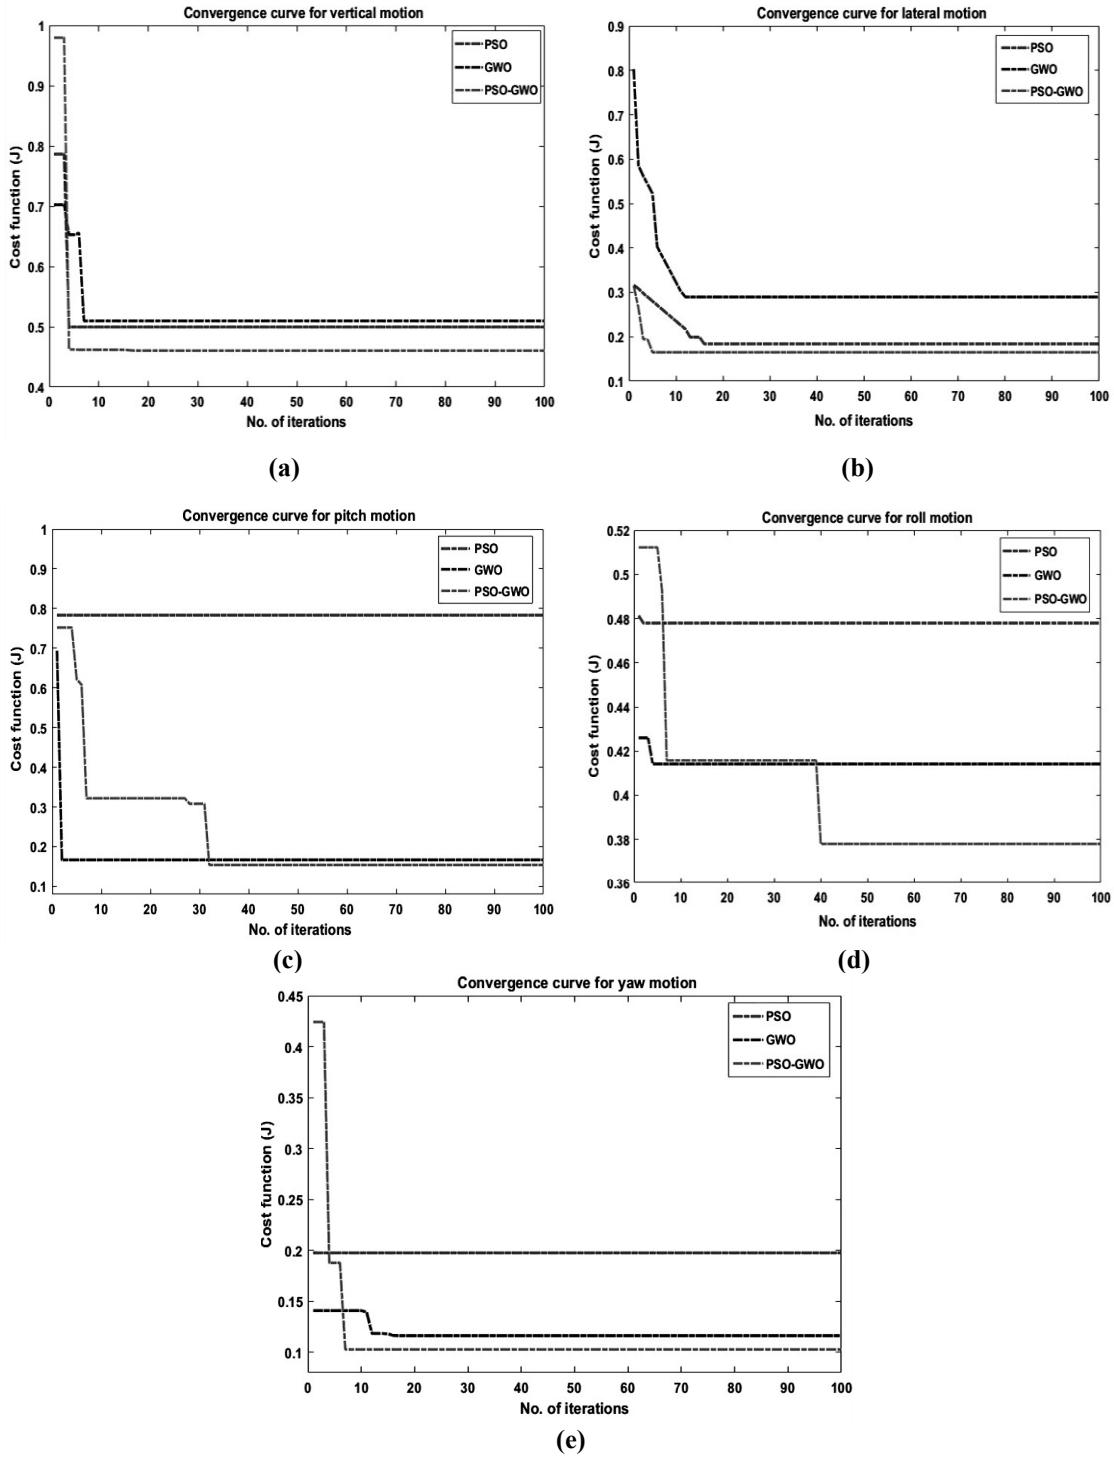 Convergence curve for vertical motion
1
0.9
0.8
0.7
0.6
0.5
0.4
Cost function (J)
PSO
GWO
PSO-GWO
0 10 20 30 40 50 60 70 80 90 100
No. of iterations
(a)
Convergence curve for lateral motion
0.9
0.8
0.7
0.6
0.5
0.4
0.3
0.2
0.1
Cost function (J)
PSO
GWO
PSO-GWO
0 10 20 30 40 50 60 70 80 90 100
No. of iterations
(b)
Convergence curve for pitch motion
1
0.9
0.8
0.7
0.6
0.5
0.4
0.3
0.2
0.1
Cost function (J)
PSO
GWO
PSO-GWO
0 10 20 30 40 50 60 70 80 90 100
No. of iterations
(c)
Convergence curve for roll motion
0.52
0.5
0.48
0.46
0.44
0.42
0.4
0.38
0.36
Cost function (J)
PSO
GWO
PSO-GWO
0 10 20 30 40 50 60 70 80 90 100
No. of iterations
(d)
Convergence curve for yaw motion
0.45
0.4
0.35
0.3
0.25
0.2
0.15
0.1
Cost function (J)
PSO
GWO
PSO-GWO
0 10 20 30 40 50 60 70 80 90 100
No. of iterations
(e)